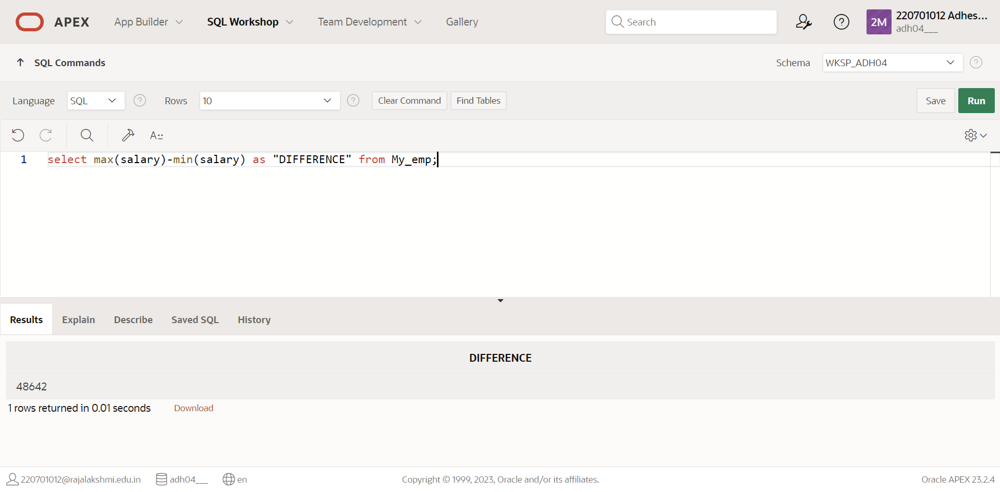 APEX App Builder SQL Workshop Team Development Gallery Search 2M 220701012 Adhes...
adh04___
SQL Commands Schema WKSP_ADH04
Language SQL Rows 10 Clear Command Find Tables Save Run
A::
1 select max(salary)-min(salary) as "DIFFERENCE" from My_emp;
Results Explain Describe Saved SQL History
DIFFERENCE
48642
1 rows returned in 0.01 seconds Download
220701012@rajalakshmi.edu.in adh04___ en Copyright © 1999, 2023, Oracle and/or its affiliates. Oracle APEX 23.2.4